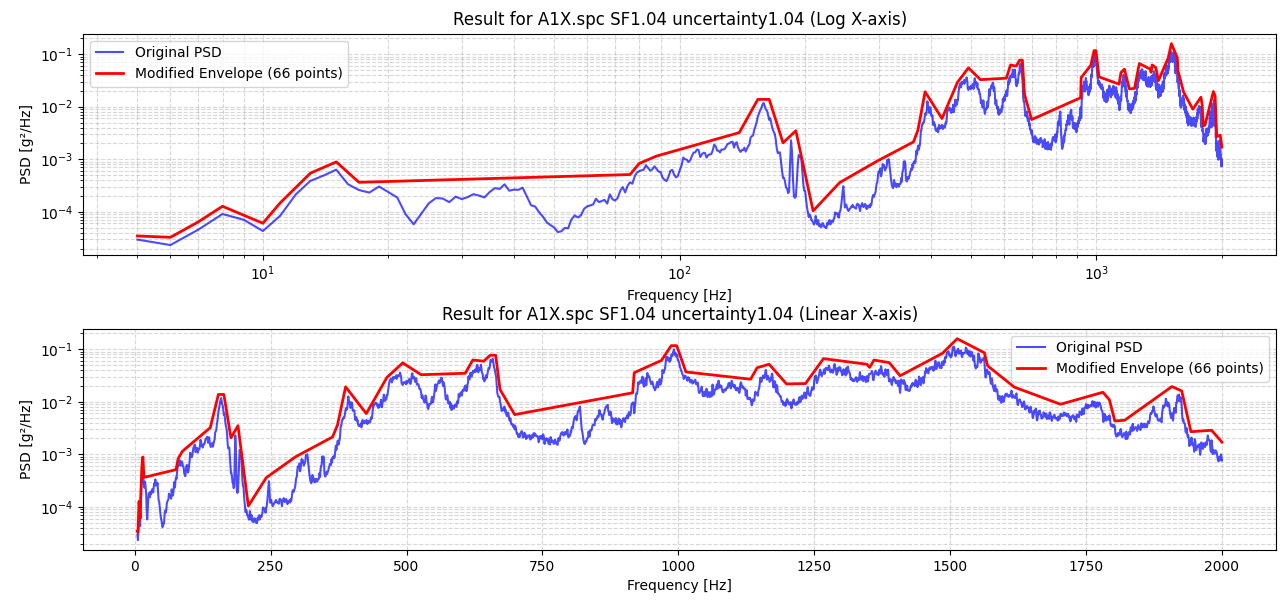 Result for A1X.spc SF1.04 uncertainty1.04 (Log X-axis)
Original PSD
Modified Envelope (66 points)
PSD [g²/Hz]
10⁻¹
10⁻²
10⁻³
10⁻⁴
10¹
10²
10³
Frequency [Hz]
Result for A1X.spc SF1.04 uncertainty1.04 (Linear X-axis)
Original PSD
Modified Envelope (66 points)
PSD [g²/Hz]
10⁻¹
10⁻²
10⁻³
10⁻⁴
0 250 500 750 1000 1250 1500 1750 2000
Frequency [Hz]